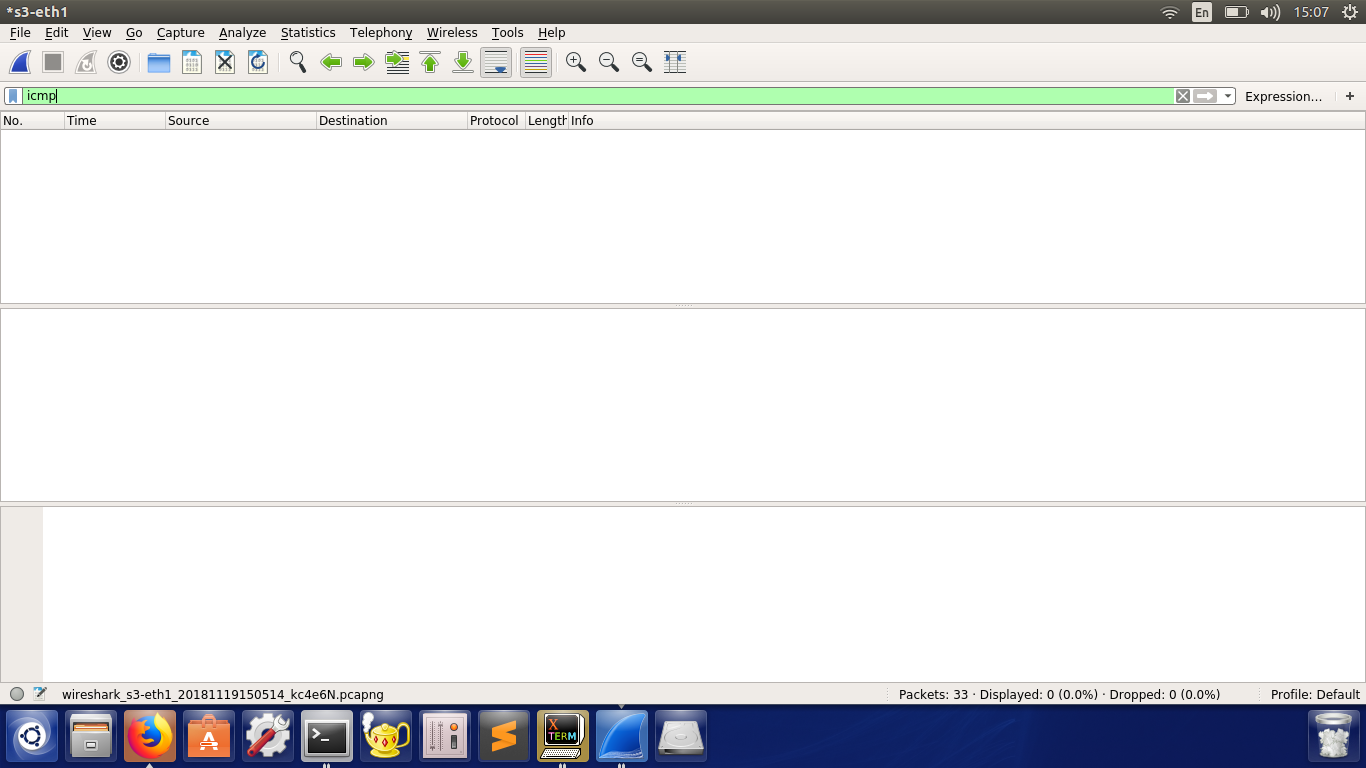 *s3-eth1 En 15:07
File Edit View Go Capture Analyze Statistics Telephony Wireless Tools Help
icmp Expression… +
No. Time Source Destination Protocol Length Info
wireshark_s3-eth1_20181119150514_kc4e6N.pcapng Packets: 33 · Displayed: 0 (0.0%) · Dropped: 0 (0.0%) Profile: Default
X
TERM